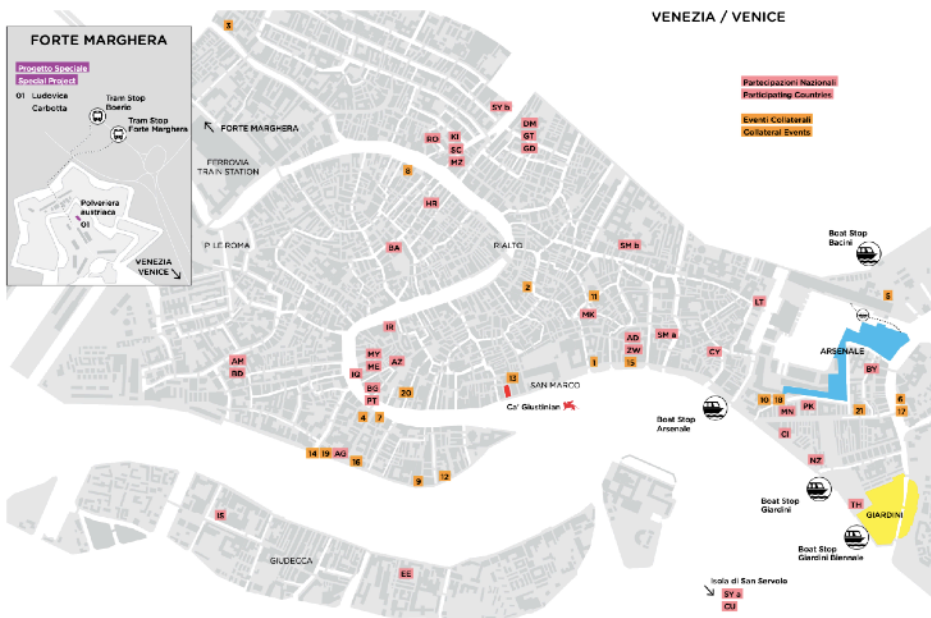 VENEZIA / VENICE
FORTE MARGHERA
Progetto Speciale
Special Project
01 Ludovica
Carbotta
Tram Stop
Boerio
Tram Stop
Forte Marghera
Polveriera
austriaca
01
VENEZIA
VENICE
3
FORTE MARGHERA
FERROVIA
TRAIN STATION
P.LE ROMA
Partecipazioni Nazionali
Participating Countries
Eventi Collaterali
Collateral Events
SY b
DM
GT
GD
RO
KI
SC
MZ
8
HR
BA
RIALTO
SM b
Boat Stop
Bacini
2
11
MK
LT
5
IR
AD
ZW
SM a
CY
ARSENALE
MY
ME
AZ
IQ
BG
PT
20
AM
BD
1
15
13
SAN MARCO
Ca' Giustinian
BY
10
18
MN
PK
21
6
17
Boat Stop
Arsenale
4
7
CI
14
19
AG
16
9
12
NZ
Boat Stop
Giardini
TH
GIARDINI
Boat Stop
Giardini Biennale
IS
GIUDECCA
EE
Isola di San Servolo
SY a
CU